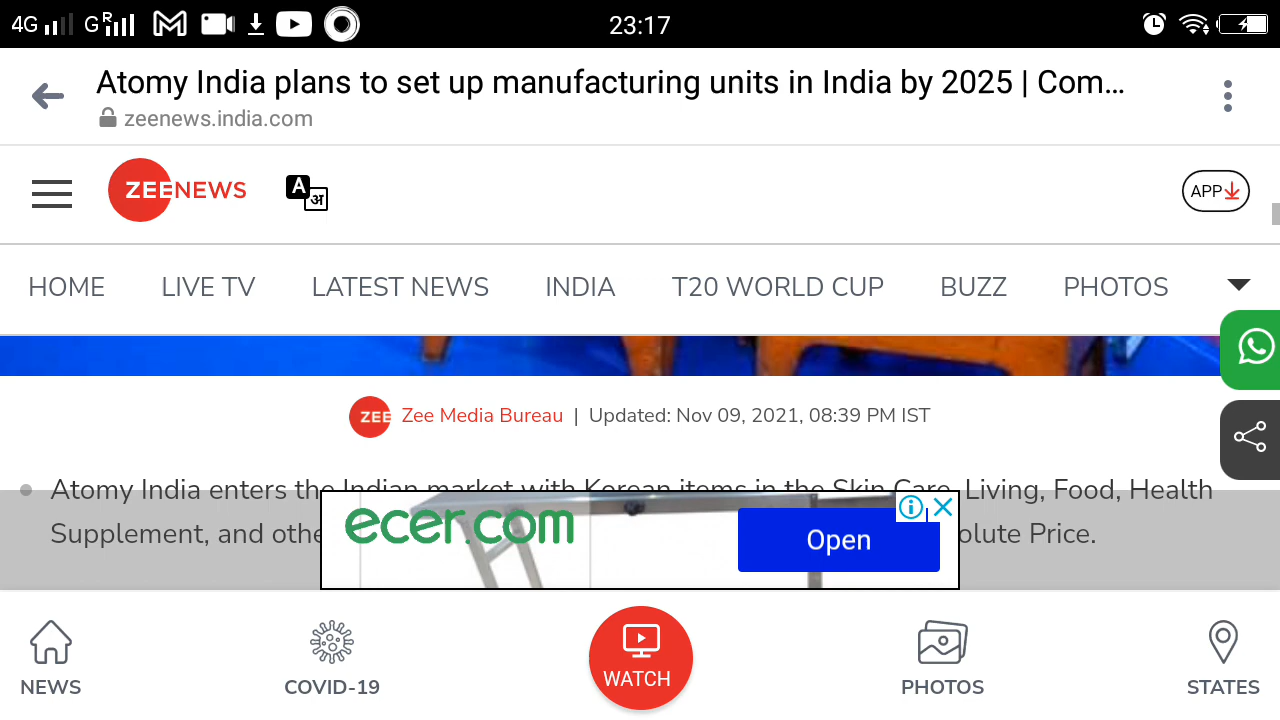 4G G R 23:17
Atomy India plans to set up manufacturing units in India by 2025 | Com...
zeenews.india.com
ZEENEWS A अ APP
HOME LIVE TV LATEST NEWS INDIA T20 WORLD CUP BUZZ PHOTOS
ZEE Zee Media Bureau | Updated: Nov 09, 2021, 08:39 PM IST
Atomy India enters the Indian market with Korean items in the Skin Care, Living, Food, Health
Supplement, and olute Price.
ecer.com Open
WATCH
NEWS COVID-19 PHOTOS STATES